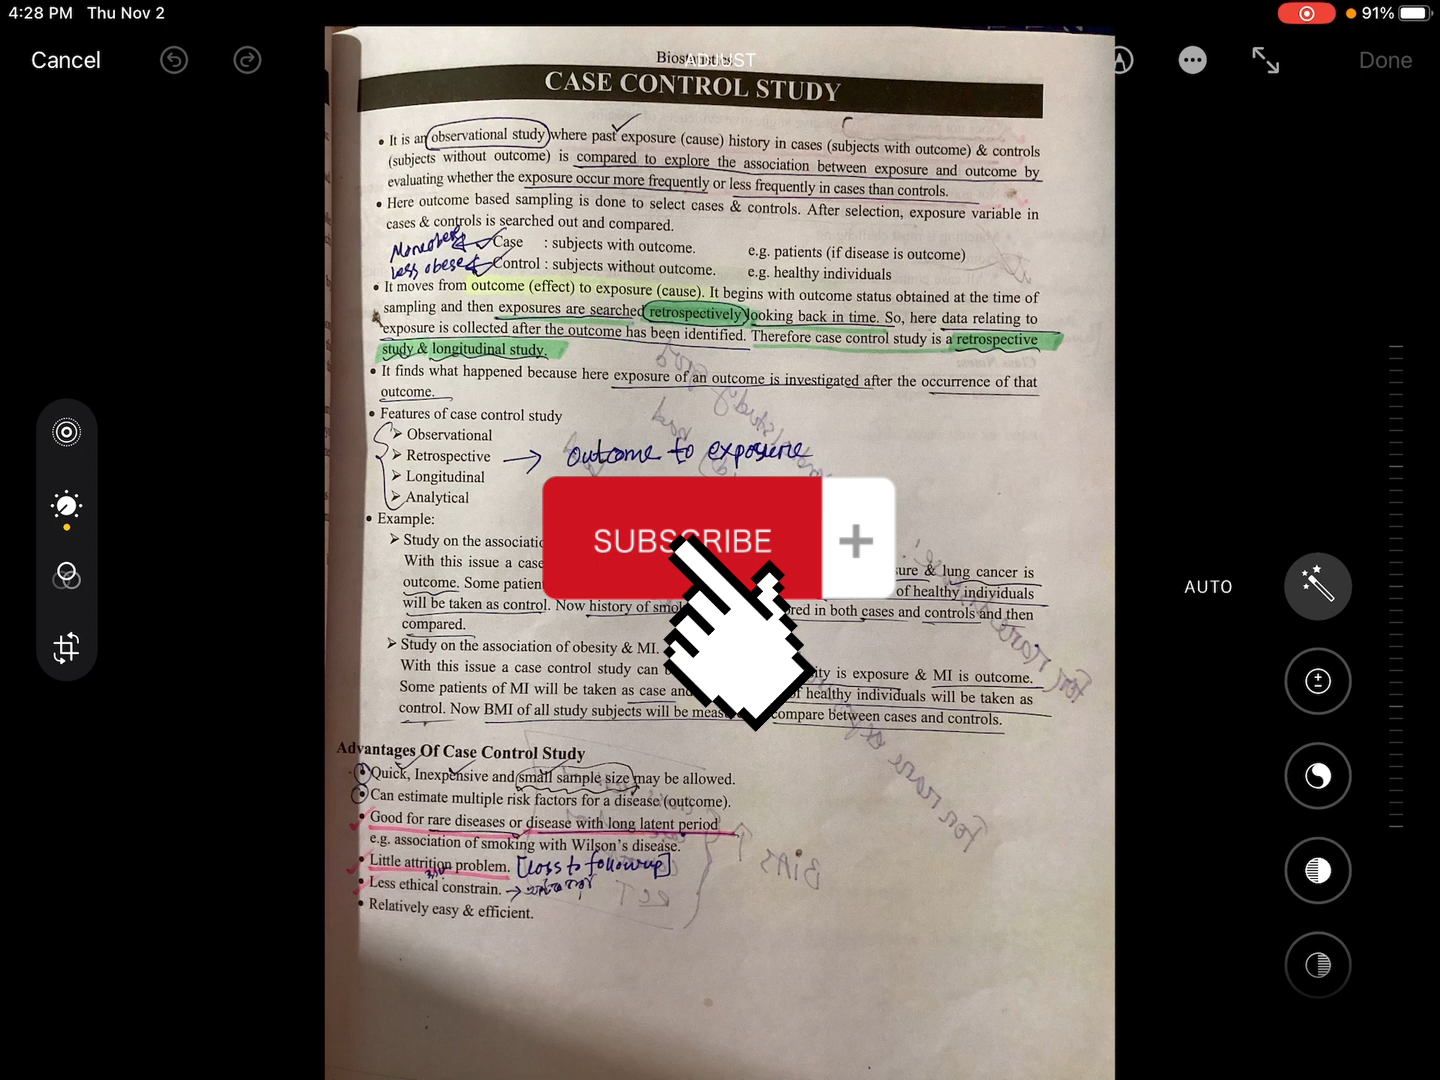 4:28 PM Thu Nov 2
91%
Cancel
ADJUST
Done
Biostatistics
CASE CONTROL STUDY
• It is an observational study where past exposure (cause) history in cases (subjects with outcome) & controls
(subjects without outcome) is compared to explore the association between exposure and outcome by
evaluating whether the exposure occur more frequently or less frequently in cases than controls.
• Here outcome based sampling is done to select cases & controls. After selection, exposure variable in
cases & controls is searched out and compared.
More obese Case : subjects with outcome. e.g. patients (if disease is outcome)
Less obese Control : subjects without outcome. e.g. healthy individuals
• It moves from outcome (effect) to exposure (cause). It begins with outcome status obtained at the time of
sampling and then exposures are searched retrospectively looking back in time. So, here data relating to
exposure is collected after the outcome has been identified. Therefore case control study is a retrospective
study & longitudinal study.
• It finds what happened because here exposure of an outcome is investigated after the occurrence of that
outcome.
• Features of case control study
➤ Observational
➤ Retrospective → outcome to exposure
➤ Longitudinal
➤ Analytical
• Example:
➤ Study on the associatio
SUBSCRIBE +
With this issue a case ure & lung cancer is
outcome. Some patien of healthy individuals
will be taken as control. Now history of smo red in both cases and controls and then
compared.
➤ Study on the association of obesity & MI.
With this issue a case control study can b ity is exposure & MI is outcome.
Some patients of MI will be taken as case and f healthy individuals will be taken as
control. Now BMI of all study subjects will be meas compare between cases and controls.
AUTO
Advantages Of Case Control Study
• Quick, Inexpensive and small sample size may be allowed.
• Can estimate multiple risk factors for a disease (outcome).
• Good for rare diseases or disease with long latent period
e.g. association of smoking with Wilson's disease.
• Little attrition problem. [Loss to followup]
• Less ethical constrain. →
• Relatively easy & efficient.